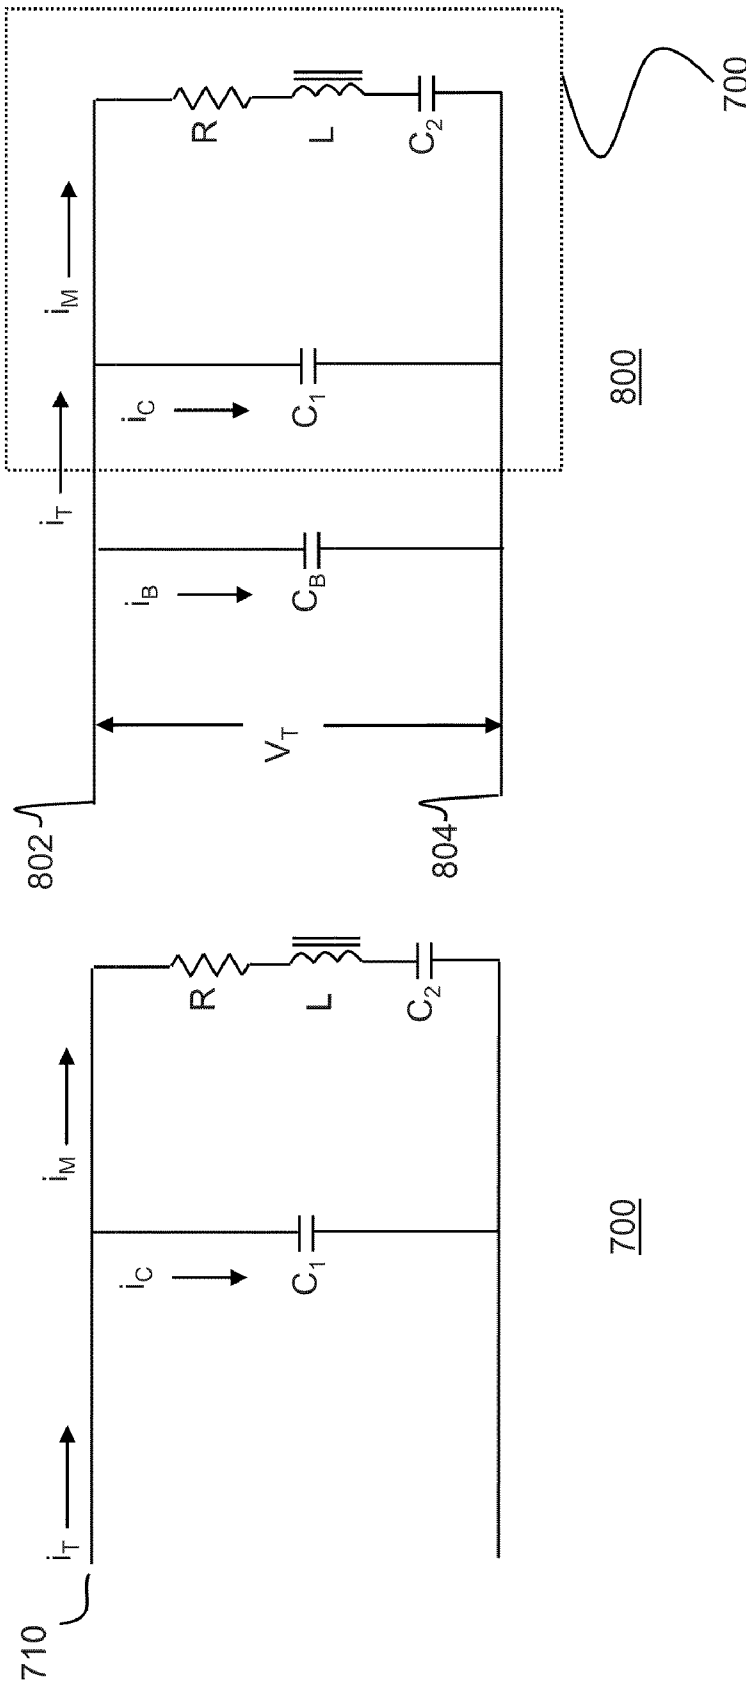 710
i_T
i_M
i_C
R
C_1
L
C_2
700
802
i_T
i_M
i_B
i_C
R
V_T
C_B
C_1
L
C_2
804
800
700